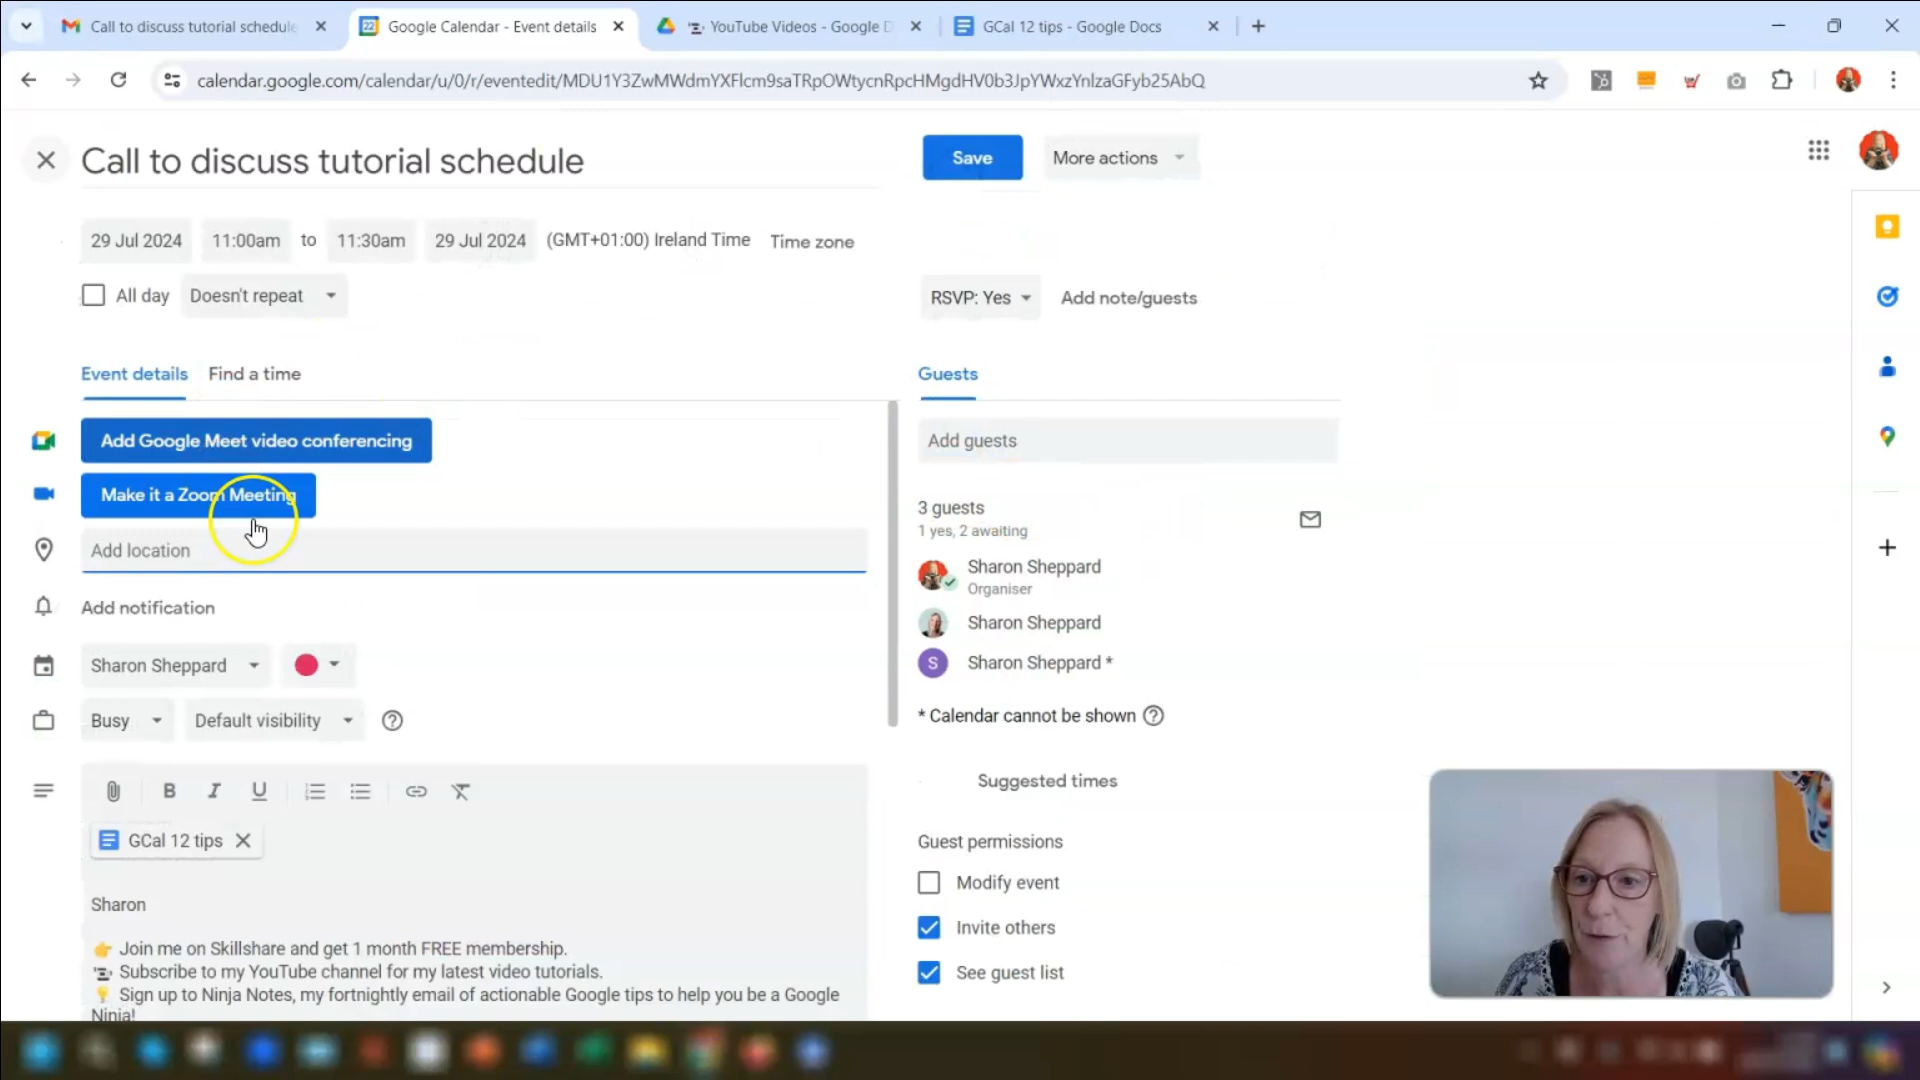 Call to discuss tutorial schedule
Google Calendar - Event details
YouTube Videos - Google D
GCal 12 tips - Google Docs
calendar.google.com/calendar/u/0/r/eventedit/MDU1Y3ZwMWdmYXFlcm9saTRpOWtycnRpcHMgdHV0b3JpYWxzYnlzaGFyb25AbQ
Call to discuss tutorial schedule
Save
More actions
29 Jul 2024
11:00am
to
11:30am
29 Jul 2024
(GMT+01:00) Ireland Time
Time zone
All day
Doesn't repeat
RSVP: Yes
Add note/guests
Event details
Find a time
Guests
Add Google Meet video conferencing
Add guests
Make it a Zoom Meeting
3 guests
1 yes, 2 awaiting
Add location
Sharon Sheppard
Organiser
Add notification
Sharon Sheppard
Sharon Sheppard
S
Sharon Sheppard *
Busy
Default visibility
* Calendar cannot be shown
Suggested times
B I U
GCal 12 tips
Guest permissions
Modify event
Sharon
Invite others
👉 Join me on Skillshare and get 1 month FREE membership.
Subscribe to my YouTube channel for my latest video tutorials.
See guest list
💡 Sign up to Ninja Notes, my fortnightly email of actionable Google tips to help you be a Google
Ninja!